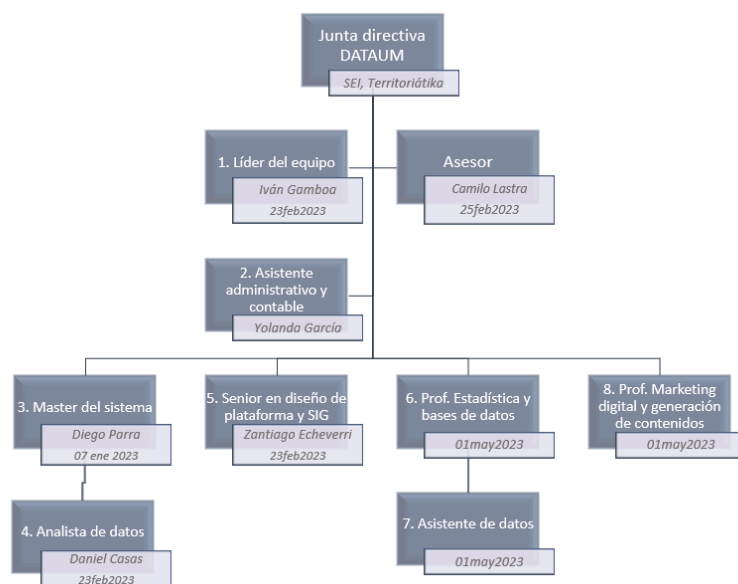 Junta directiva
DATAUM
SEI, Territoriátika
1. Líder del equipo
Iván Gamboa
23feb2023
Asesor
Camilo Lastra
25feb2023
2. Asistente
administrativo y
contable
Yolanda García
3. Master del sistema
Diego Parra
07 ene 2023
5. Senior en diseño de
plataforma y SIG
Zantiago Echeverri
23feb2023
6. Prof. Estadística y
bases de datos
01may2023
8. Prof. Marketing
digital y generación
de contenidos
01may2023
4. Analista de datos
Daniel Casas
23feb2023
7. Asistente de datos
01may2023